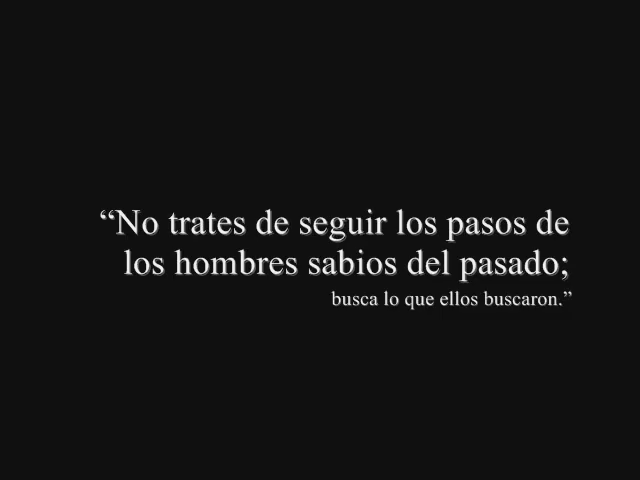 “No trates de seguir los pasos de
los hombres sabios del pasado;
busca lo que ellos buscaron.”